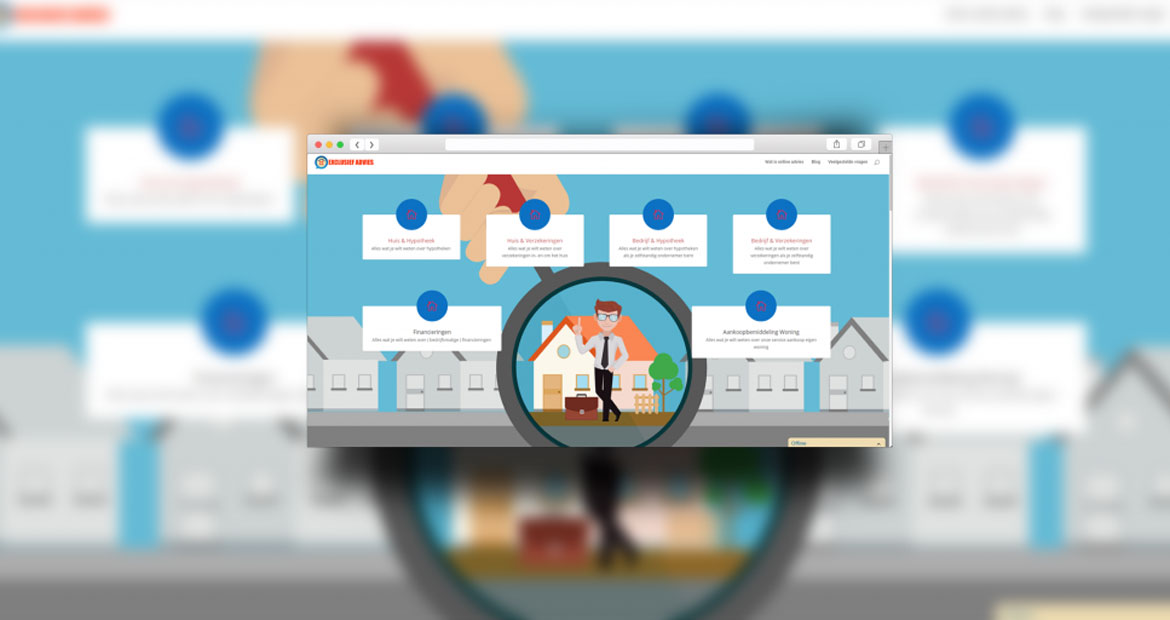 EXCLUSIEF ADVIES
Wat is online advies Blog Veelgestelde vragen
Huis & Hypotheek
Alles wat je wilt weten over hypotheken
Huis & Verzekeringen
Alles wat je wilt weten over
verzekeringen in, en om het huis
Bedrijf & Hypotheek
Alles wat je wilt weten over hypotheken
als je zelfstandig ondernemer bent
Bedrijf & Verzekeringen
Alles wat je wilt weten over
verzekeringen als je zelfstandig
ondernemer bent
Financieringen
Alles wat je wilt weten over ( bedrijfsmatige ) financieringen
Aankoopbemiddeling Woning
Alles wat je wilt weten over onze service aankoop eigen
woning
Offline